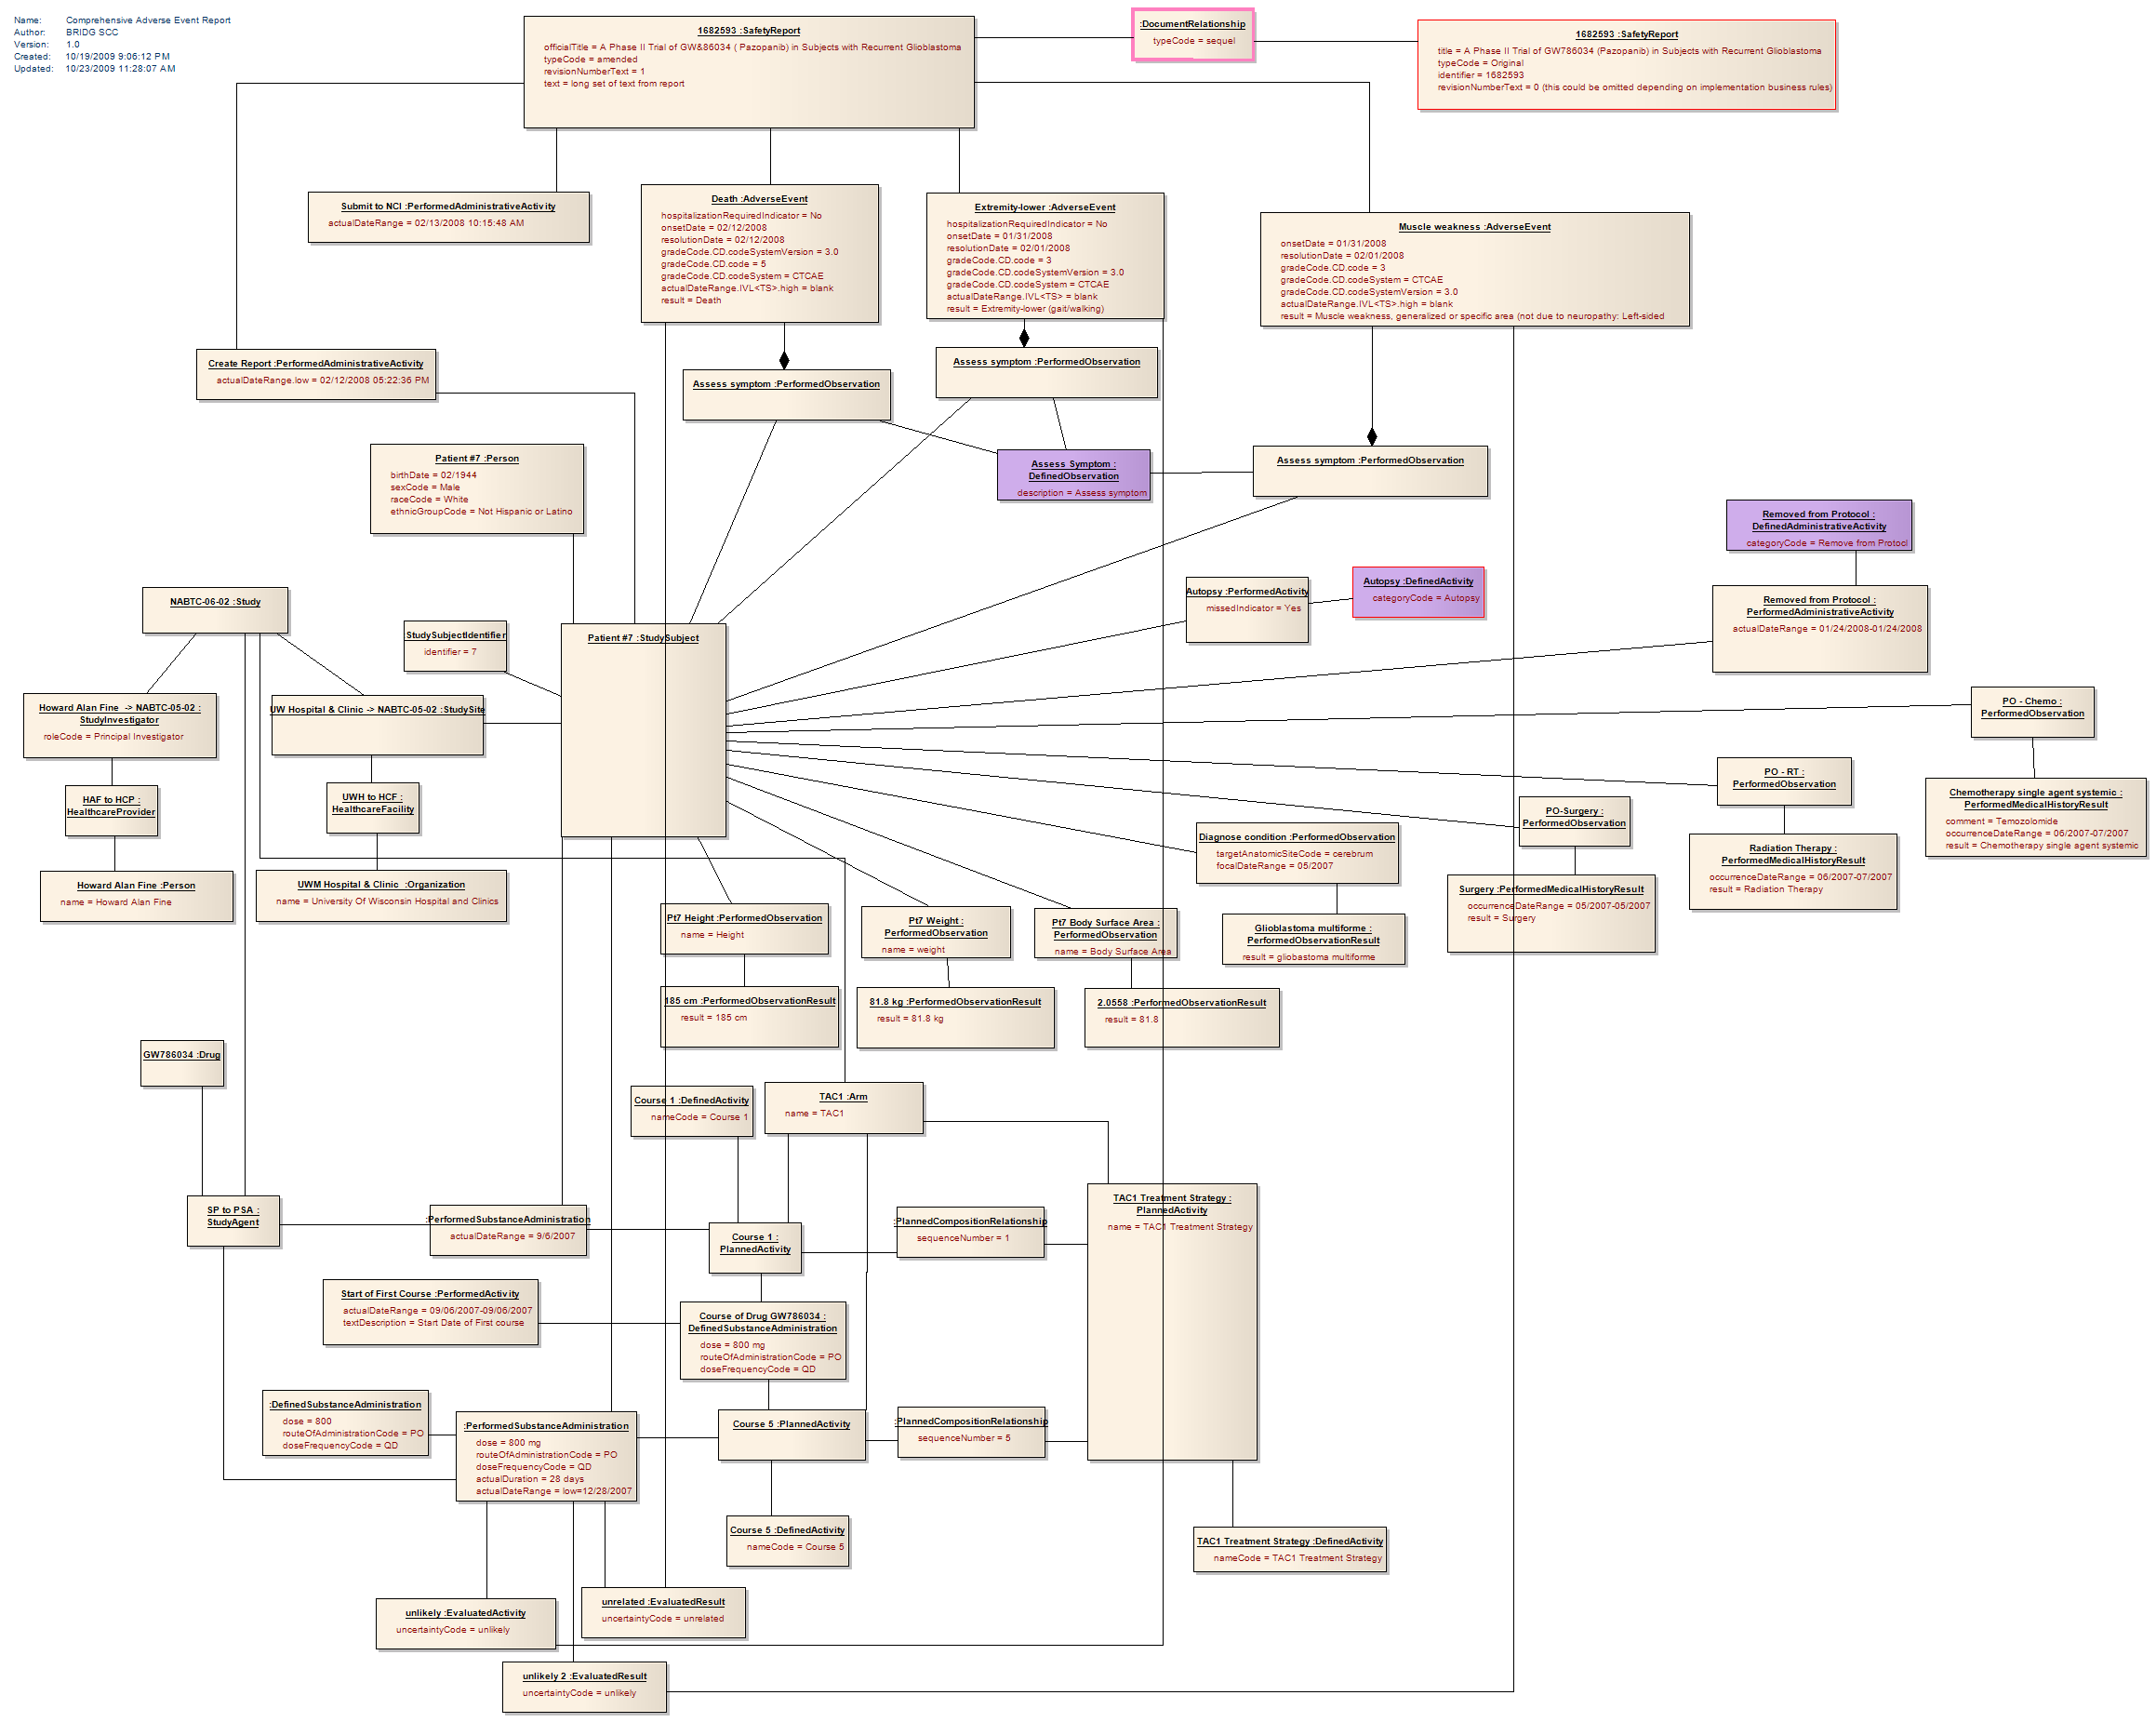 Name: Comprehensive Adverse Event Report
Author: BRIDG SCC
Version: 1.0
Created: 10/19/2009 9:06:12 PM
Updated: 10/23/2009 11:28:07 AM
1682593 :SafetyReport
officialTitle = A Phase II Trial of GW&86034 ( Pazopanib) in Subjects with Recurrent Glioblastoma
typeCode = amended
revisionNumberText = 1
text = long set of text from report
:DocumentRelationship
typeCode = sequel
1682593 :SafetyReport
title = A Phase II Trial of GW786034 (Pazopanib) in Subjects with Recurrent Glioblastoma
typeCode = Original
identifier = 1682593
revisionNumberText = 0 (this could be omitted depending on implementation business rules)
Submit to NCI :PerformedAdministrativeActivity
actualDateRange = 02/13/2008 10:15:48 AM
Death :AdverseEvent
hospitalizationRequiredIndicator = No
onsetDate = 02/12/2008
resolutionDate = 02/12/2008
gradeCode.CD.codeSystemVersion = 3.0
gradeCode.CD.code = 5
gradeCode.CD.codeSystem = CTCAE
actualDateRange.IVL<TS>.high = blank
result = Death
Extremity-lower :AdverseEvent
hospitalizationRequiredIndicator = No
onsetDate = 01/31/2008
resolutionDate = 02/01/2008
gradeCode.CD.code = 3
gradeCode.CD.codeSystemVersion = 3.0
gradeCode.CD.codeSystem = CTCAE
actualDateRange.IVL<TS> = blank
result = Extremity-lower (gait/walking)
Muscle weakness :AdverseEvent
onsetDate = 01/31/2008
resolutionDate = 02/01/2008
gradeCode.CD.code = 3
gradeCode.CD.codeSystem = CTCAE
gradeCode.CD.codeSystemVersion = 3.0
actualDateRange.IVL<TS>.high = blank
result = Muscle weakness, generalized or specific area (not due to neuropathy: Left-sided
Create Report :PerformedAdministrativeActivity
actualDateRange.low = 02/12/2008 05:22:36 PM
Assess symptom :PerformedObservation
Assess symptom :PerformedObservation
Assess symptom :PerformedObservation
Assess Symptom :
DefinedObservation
description = Assess symptom
Patient #7 :Person
birthDate = 02/1944
sexCode = Male
raceCode = White
ethnicGroupCode = Not Hispanic or Latino
Removed from Protocol :
DefinedAdministrativeActivity
categoryCode = Remove from Protocl
Autopsy :PerformedActivity
missedIndicator = Yes
Autopsy :DefinedActivity
categoryCode = Autopsy
Removed from Protocol :
PerformedAdministrativeActivity
actualDateRange = 01/24/2008-01/24/2008
NABTC-06-02 :Study
StudySubjectIdentifier
identifier = 7
Patient #7 :StudySubject
Howard Alan Fine -> NABTC-05-02 :
StudyInvestigator
roleCode = Principal Investigator
UW Hospital & Clinic -> NABTC-05-02 :StudySite
PO - Chemo :
PerformedObservation
HAF to HCP :
HealthcareProvider
UWH to HCF :
HealthcareFacility
PO - RT :
PerformedObservation
Chemotherapy single agent systemic :
PerformedMedicalHistoryResult
comment = Temozolomide
occurrenceDateRange = 06/2007-07/2007
result = Chemotherapy single agent systemic
PO-Surgery :
PerformedObservation
Diagnose condition :PerformedObservation
targetAnatomicSiteCode = cerebrum
focalDateRange = 05/2007
Radiation Therapy :
PerformedMedicalHistoryResult
occurrenceDateRange = 06/2007-07/2007
result = Radiation Therapy
Howard Alan Fine :Person
name = Howard Alan Fine
UWM Hospital & Clinic :Organization
name = University Of Wisconsin Hospital and Clinics
Surgery :PerformedMedicalHistoryResult
occurrenceDateRange = 05/2007-05/2007
result = Surgery
Pt7 Height :PerformedObservation
name = Height
Pt7 Weight :
PerformedObservation
name = weight
Pt7 Body Surface Area :
PerformedObservation
name = Body Surface Area
Glioblastoma multiforme :
PerformedObservationResult
result = gliobastoma multiforme
185 cm :PerformedObservationResult
result = 185 cm
81.8 kg :PerformedObservationResult
result = 81.8 kg
2.0558 :PerformedObservationResult
result = 81.8
GW786034 :Drug
Course 1 :DefinedActivity
nameCode = Course 1
TAC1 :Arm
name = TAC1
SP to PSA :
StudyAgent
:PerformedSubstanceAdministration
actualDateRange = 9/6/2007
Course 1 :
PlannedActivity
:PlannedCompositionRelationship
sequenceNumber = 1
TAC1 Treatment Strategy :
PlannedActivity
name = TAC1 Treatment Strategy
Start of First Course :PerformedActivity
actualDateRange = 09/06/2007-09/06/2007
textDescription = Start Date of First course
Course of Drug GW786034 :
DefinedSubstanceAdministration
dose = 800 mg
routeOfAdministrationCode = PO
doseFrequencyCode = QD
:DefinedSubstanceAdministration
dose = 800
routeOfAdministrationCode = PO
doseFrequencyCode = QD
:PerformedSubstanceAdministration
dose = 800 mg
routeOfAdministrationCode = PO
doseFrequencyCode = QD
actualDuration = 28 days
actualDateRange = low=12/28/2007
Course 5 :PlannedActivity
:PlannedCompositionRelationship
sequenceNumber = 5
Course 5 :DefinedActivity
nameCode = Course 5
TAC1 Treatment Strategy :DefinedActivity
nameCode = TAC1 Treatment Strategy
unlikely :EvaluatedActivity
uncertaintyCode = unlikely
unrelated :EvaluatedResult
uncertaintyCode = unrelated
unlikely 2 :EvaluatedResult
uncertaintyCode = unlikely